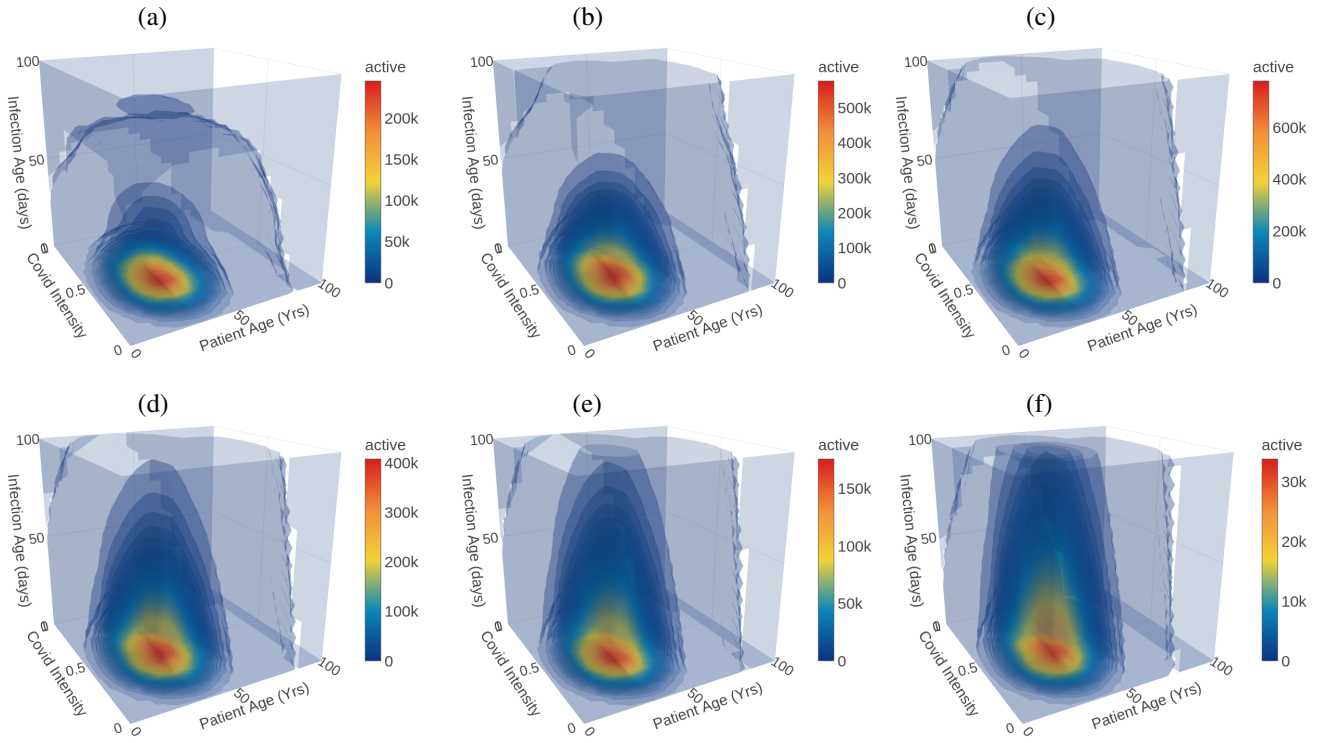 (a)
100
50
0
Infection Age (days)
Covid Intensity
0.5
0
0
50
100
Patient Age (Yrs)
active
200k
150k
100k
50k
0
(b)
100
50
0
Infection Age (days)
Covid Intensity
0.5
0
0
50
100
Patient Age (Yrs)
active
500k
400k
300k
200k
100k
0
(c)
100
50
0
Infection Age (days)
Covid Intensity
0.5
0
0
50
100
Patient Age (Yrs)
active
600k
400k
200k
0
(d)
100
50
0
Infection Age (days)
Covid Intensity
0.5
0
0
50
100
Patient Age (Yrs)
active
400k
300k
200k
100k
0
(e)
100
50
0
Infection Age (days)
Covid Intensity
0.5
0
0
50
100
Patient Age (Yrs)
active
150k
100k
50k
0
(f)
100
50
0
Infection Age (days)
Covid Intensity
0.5
0
0
50
100
Patient Age (Yrs)
active
30k
20k
10k
0